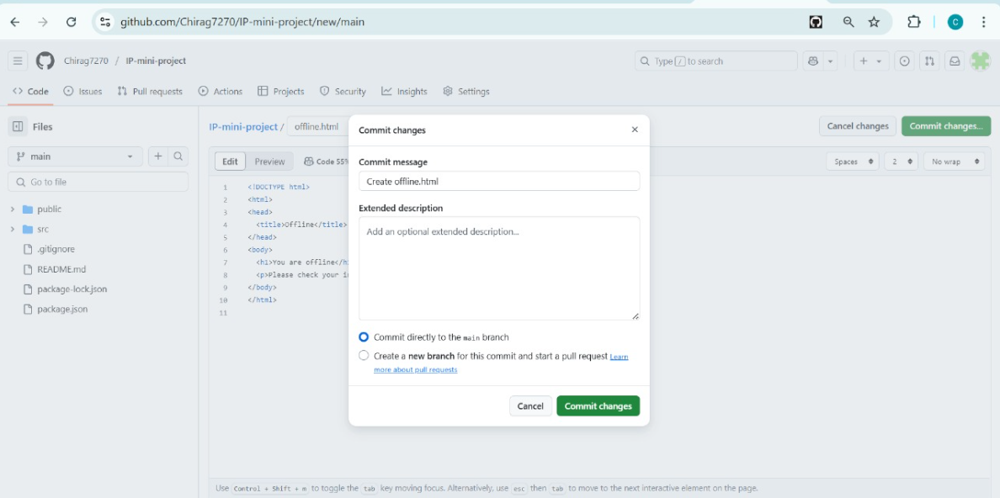 github.com/Chirag7270/IP-mini-project/new/main
C
Chirag7270 / IP-mini-project
Type / to search
Code Issues Pull requests Actions Projects Security Insights Settings
Files
IP-mini-project / offline.html
Cancel changes Commit changes...
main
Edit Preview Code 55%
Spaces 2 No wrap
Go to file
public
src
.gitignore
README.md
package-lock.json
package.json
1 <!DOCTYPE html>
2 <html>
3 <head>
4 <title>Offline</title>
5 </head>
6 <body>
7 <h1>You are offline</h
8 <p>Please check your i
9 </body>
10 </html>
11
Commit changes
Commit message
Create offline.html
Extended description
Add an optional extended description...
Commit directly to the main branch
Create a new branch for this commit and start a pull request Learn
more about pull requests
Cancel Commit changes
Use Control + Shift + m to toggle the tab key moving focus. Alternatively, use esc then tab to move to the next interactive element on the page.